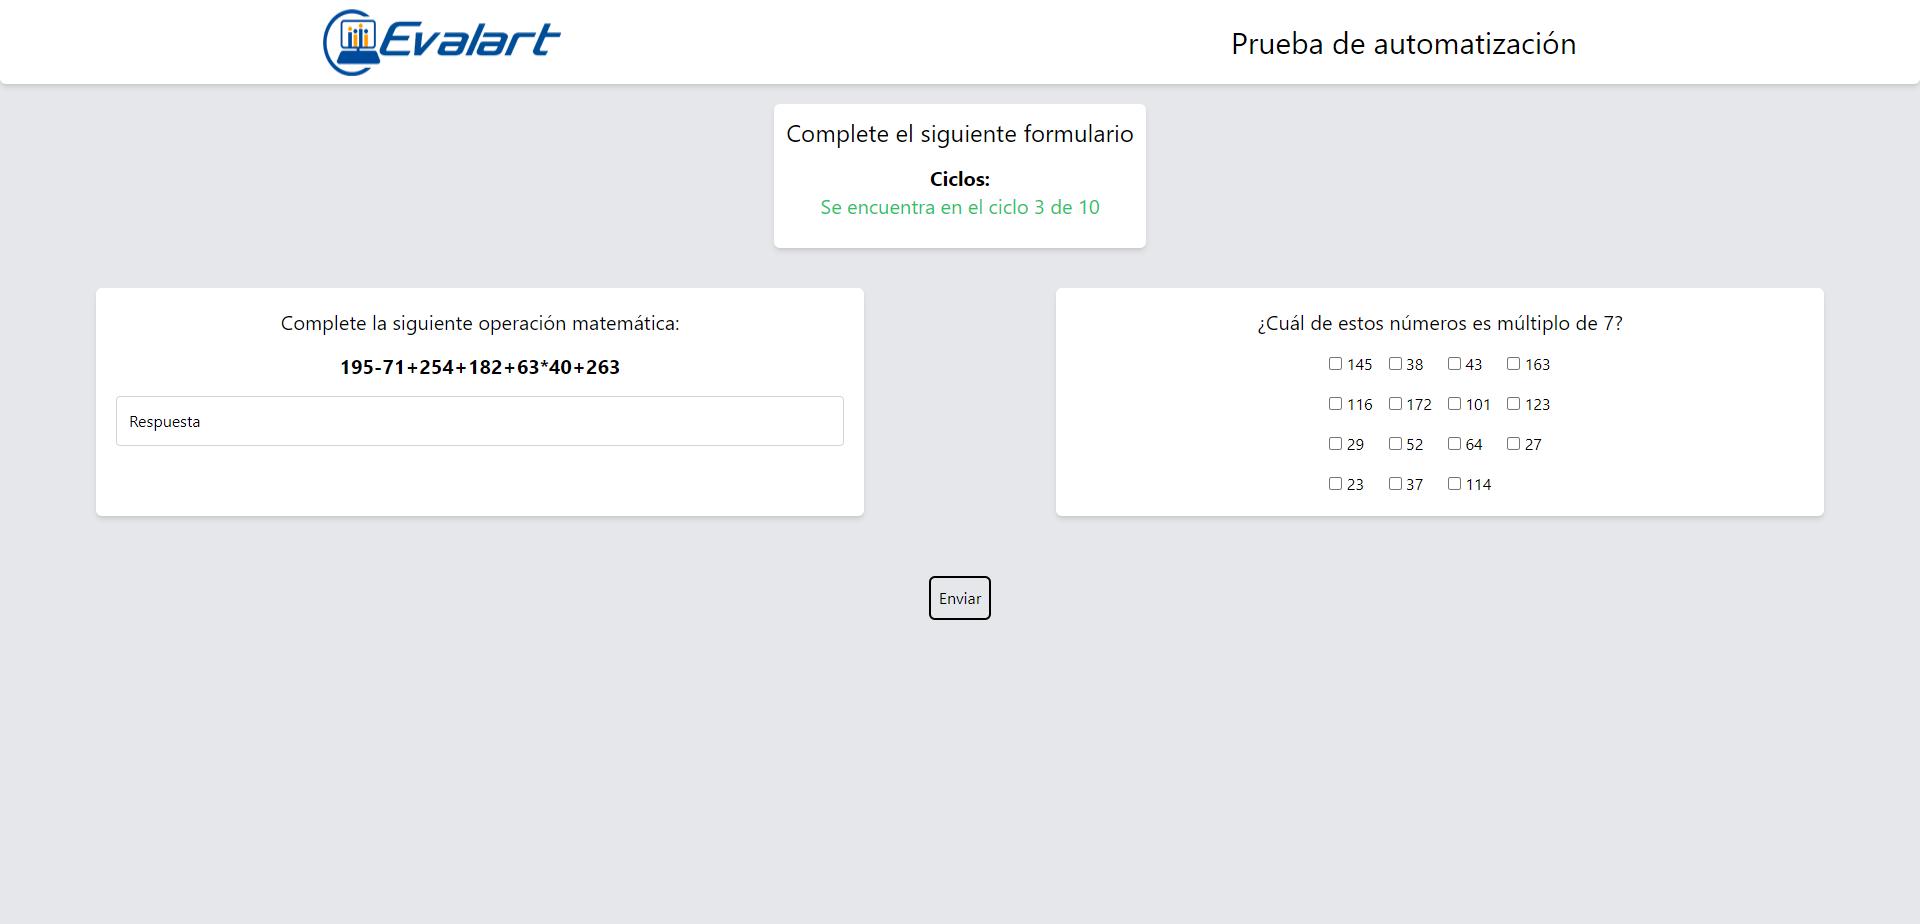 Evalart
Prueba de automatización
Complete el siguiente formulario
Ciclos:
Se encuentra en el ciclo 3 de 10
Complete la siguiente operación matemática:
195-71+254+182+63*40+263
Respuesta
¿Cuál de estos números es múltiplo de 7?
145 38 43 163
116 172 101 123
29 52 64 27
23 37 114
Enviar